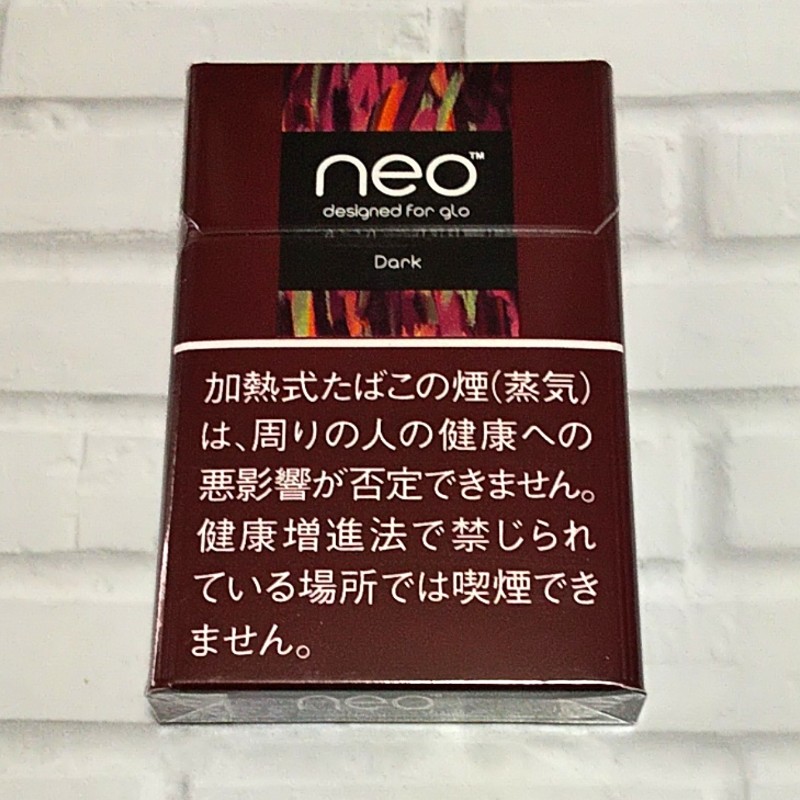 neo™
designed for glo
Dark
加熱式たばこの煙(蒸気)
は、周りの人の健康への
悪影響が否定できません。
健康増進法で禁じられ
ている場所では喫煙でき
ません。
neo™